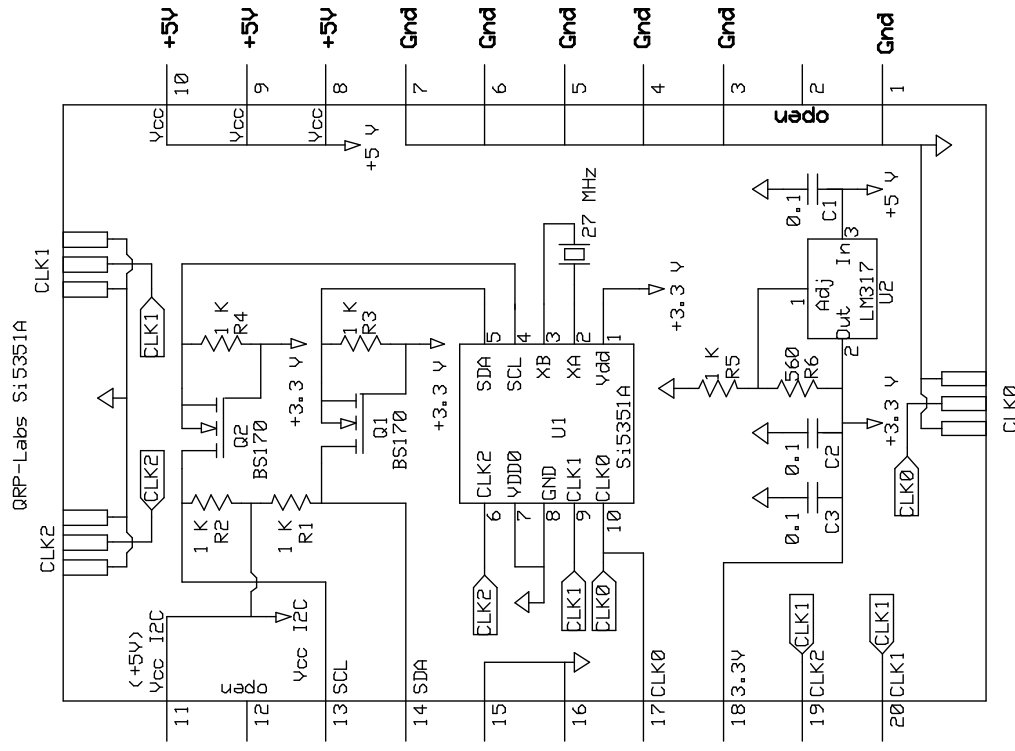 QRP-Labs Si5351A
CLK2
CLK1
CLK2
CLK1
(+5V)
Vcc I2C
11
12
open
13
SCL
14
SDA
15
16
17
CLK0
18
3.3V
19
CLK2
20
CLK1
Vcc I2C
1 K
R2
1 K
R1
Q2
BS170
1 K
R4
+3.3 V
Q1
BS170
1 K
R3
+3.3 V
Vcc
10
+5V
Vcc
9
+5V
Vcc
8
+5V
+5 V
7
Gnd
6
Gnd
5
Gnd
4
Gnd
3
Gnd
2
open
1
Gnd
CLK2
CLK1
CLK0
6
7
8
9
10
CLK2
VDDO
GND
CLK1
CLK0
U1
Si5351A
SDA
SCL
XB
XA
Vdd
5
4
3
2
1
27 MHz
+3.3 V
1 K
R5
560
R6
0.1
C3
0.1
C2
+3.3 V
1
Adj
In
3
LM317
Out
2
U2
0.1
C1
+5 V
CLK1
CLK1
CLK0
CLK0